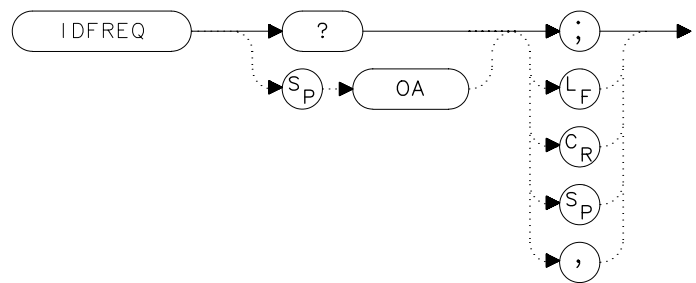 IDFREQ ? ;
SP OA LF
CR
SP
,